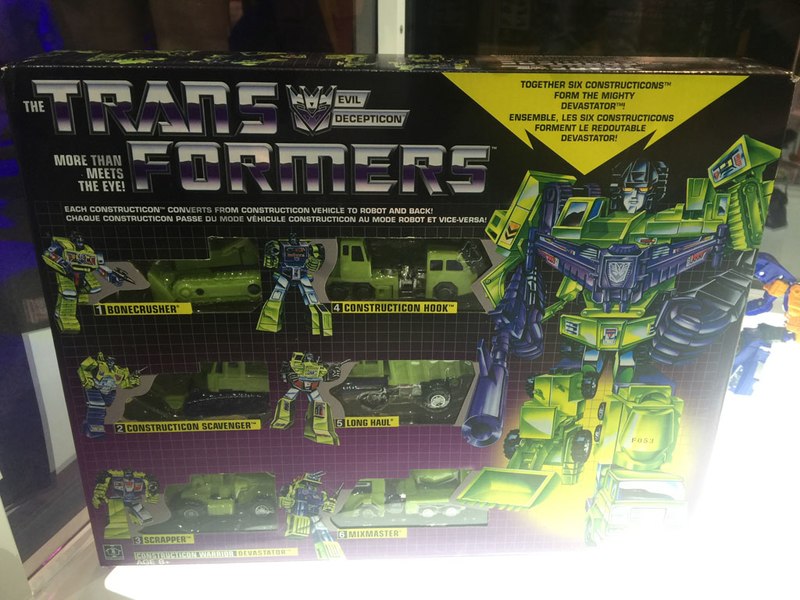 THE TRANSFORMERS
EVIL
DECEPTICON
MORE THAN
MEETS
THE EYE!
TOGETHER SIX CONSTRUCTICONS™
FORM THE MIGHTY
DEVASTATOR™!
ENSEMBLE, LES SIX CONSTRUCTICONS
FORMENT LE REDOUTABLE
DEVASTATOR!
EACH CONSTRUCTICON™ CONVERTS FROM CONSTRUCTICON VEHICLE TO ROBOT AND BACK!
CHAQUE CONSTRUCTICON PASSE DU MODE VÉHICULE CONSTRUCTICON AU MODE ROBOT ET VICE-VERSA!
1 BONECRUSHER™
4 CONSTRUCTICON HOOK™
2 CONSTRUCTICON SCAVENGER™
5 LONG HAUL™
3 SCRAPPER™
6 MIXMASTER™
CONSTRUCTICON WARRIOR DEVASTATOR™
AGE 8+
F053